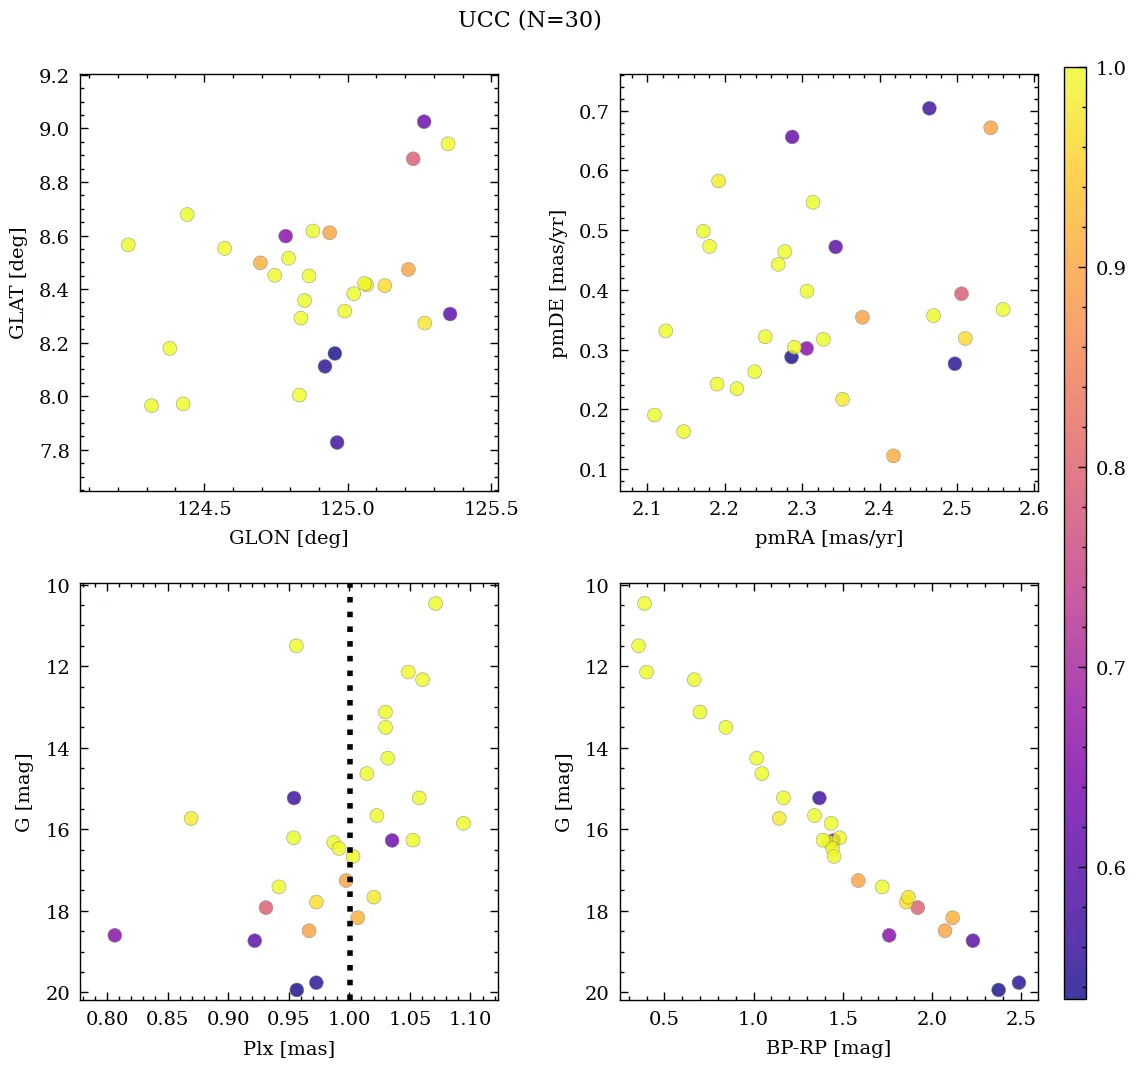 UCC (N=30)
9.2
9.0
8.8
8.6
8.4
8.2
8.0
7.8
GLAT [deg]
124.5 125.0 125.5
GLON [deg]
0.7
0.6
0.5
0.4
0.3
0.2
0.1
pmDE [mas/yr]
2.1 2.2 2.3 2.4 2.5 2.6
pmRA [mas/yr]
10
12
14
16
18
20
G [mag]
0.80 0.85 0.90 0.95 1.00 1.05 1.10
Plx [mas]
10
12
14
16
18
20
G [mag]
0.5 1.0 1.5 2.0 2.5
BP-RP [mag]
1.0
0.9
0.8
0.7
0.6